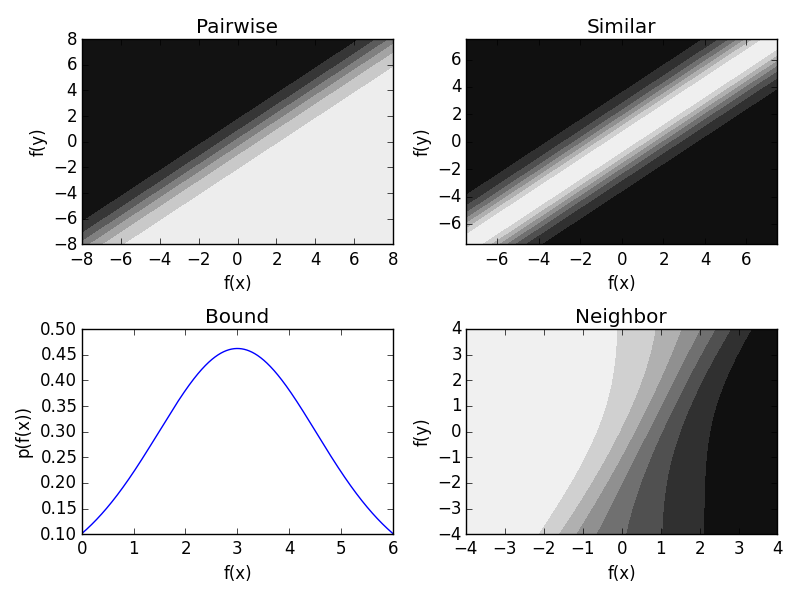 Pairwise
8
6
4
2
0
−2
−4
−6
−8
f(y)
−8 −6 −4 −2 0 2 4 6 8
f(x)
Similar
6
4
2
0
−2
−4
−6
f(y)
−6 −4 −2 0 2 4 6
f(x)
Bound
0.50
0.45
0.40
0.35
0.30
0.25
0.20
0.15
0.10
p(f(x))
0 1 2 3 4 5 6
f(x)
Neighbor
4
3
2
1
0
−1
−2
−3
−4
f(y)
−4 −3 −2 −1 0 1 2 3 4
f(x)